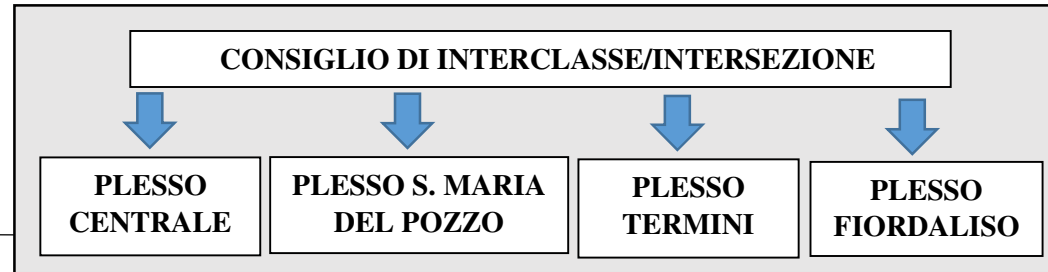 CONSIGLIO DI INTERCLASSE/INTERSEZIONE
PLESSO
CENTRALE
PLESSO S. MARIA
DEL POZZO
PLESSO
TERMINI
PLESSO
FIORDALISO